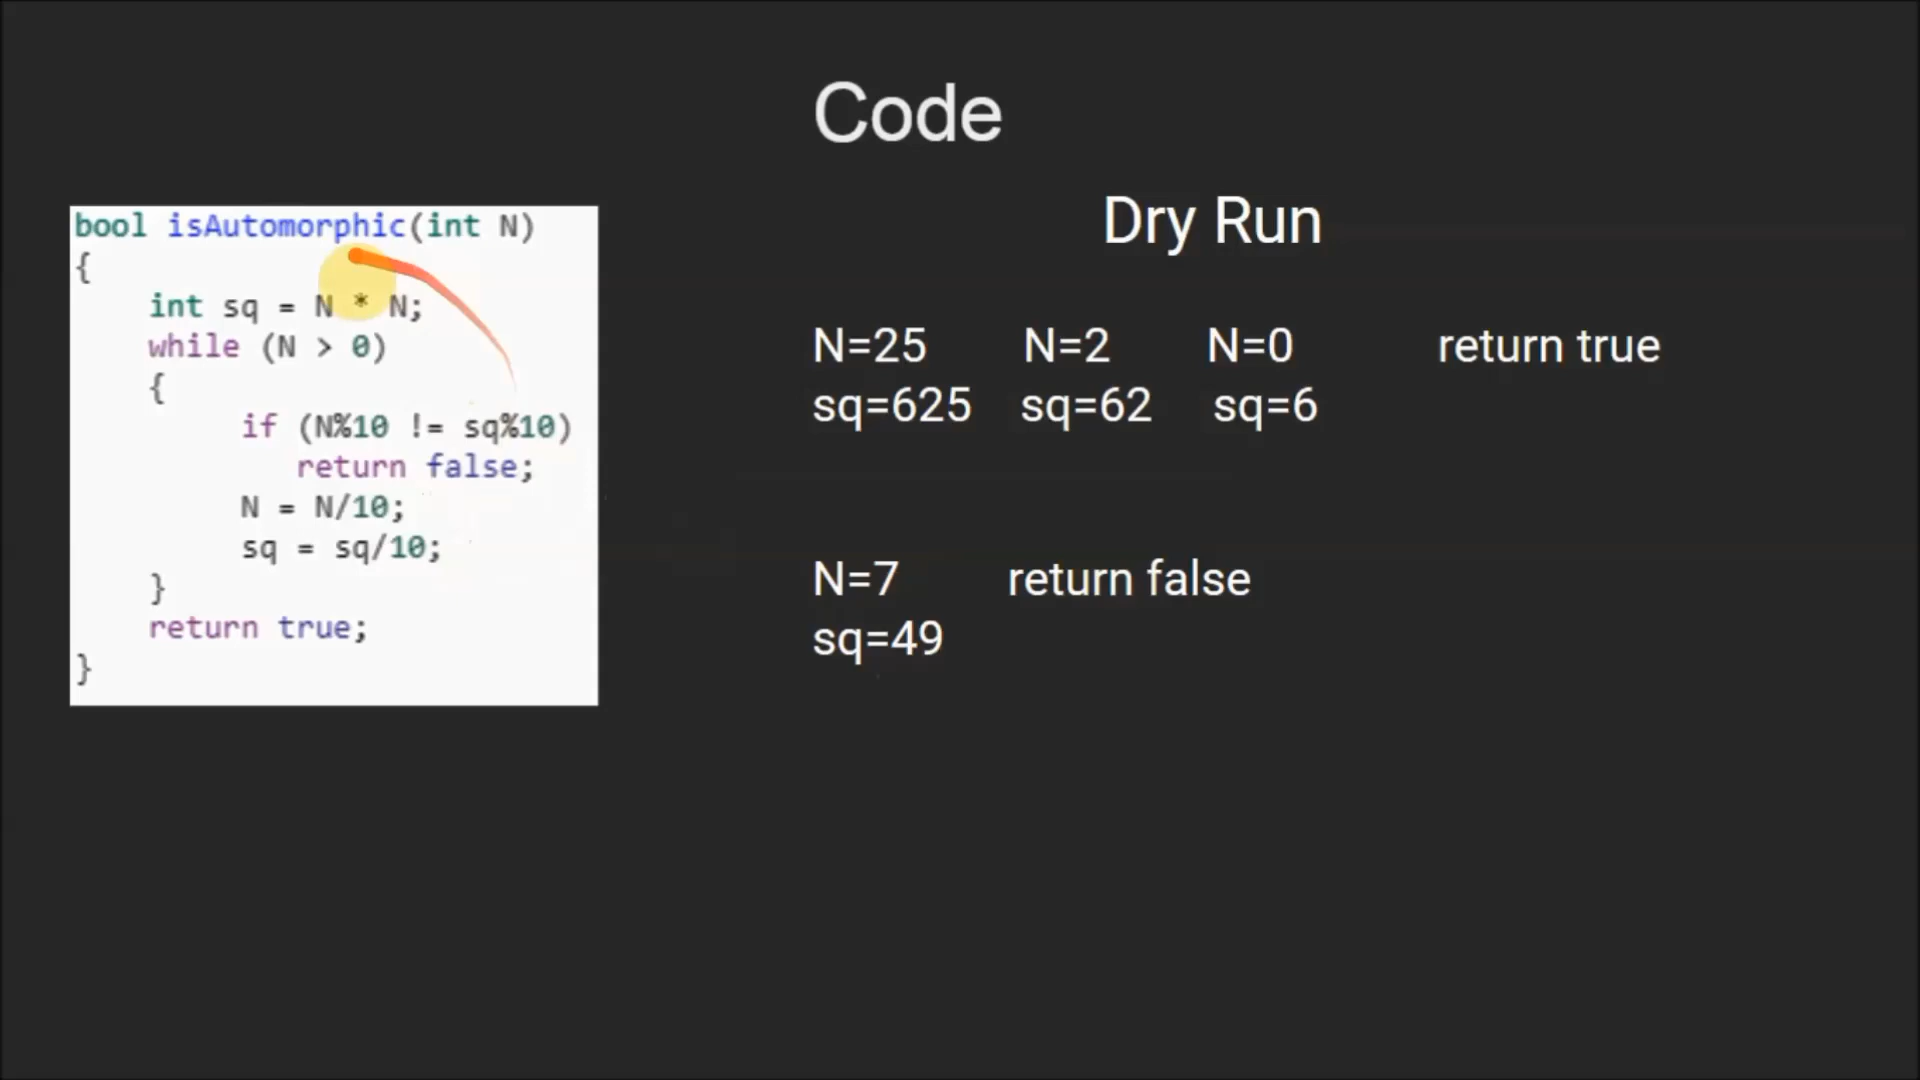 Code
bool isAutomorphic(int N)
{
int sq = N * N;
while (N > 0)
{
if (N%10 != sq%10)
return false;
N = N/10;
sq = sq/10;
}
return true;
}
Dry Run
N=25 N=2 N=0 return true
sq=625 sq=62 sq=6
N=7 return false
sq=49